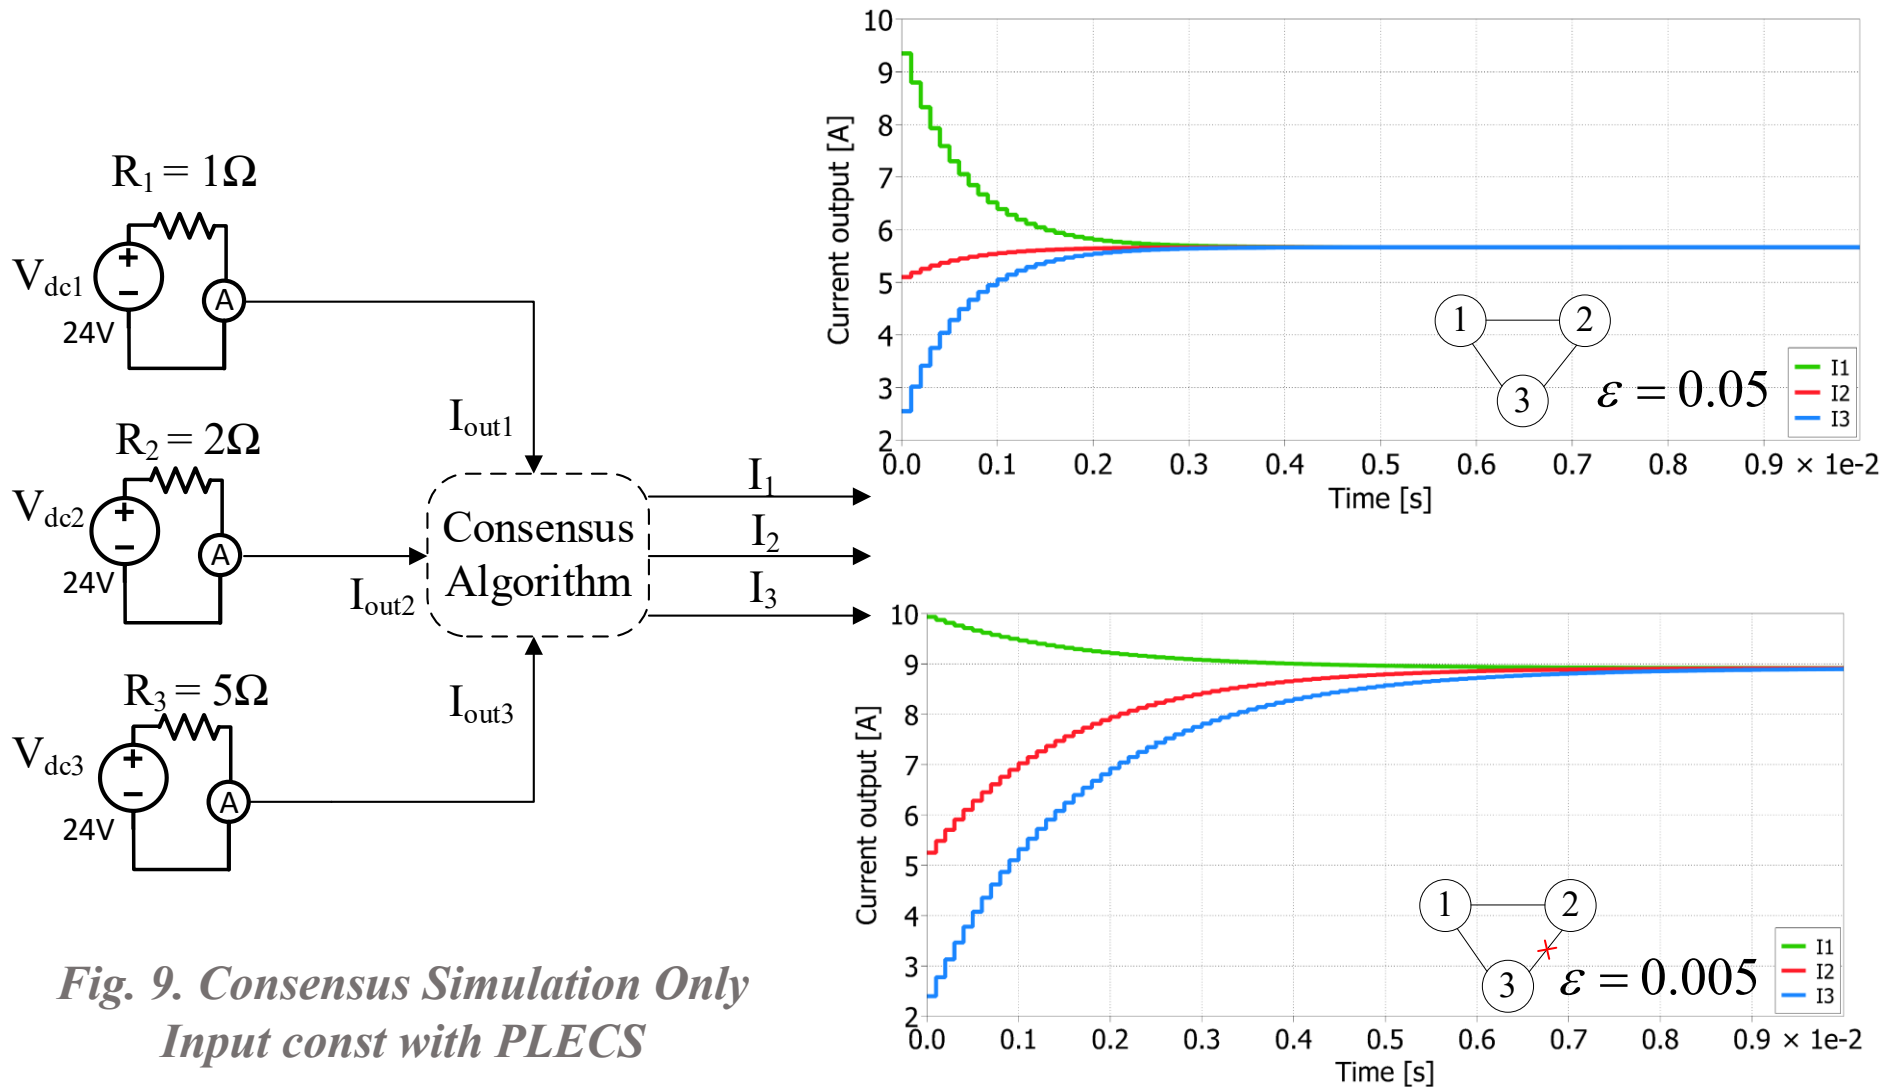 R1 = 1Ω
Vdc1
24V
A
Iout1
R2 = 2Ω
Vdc2
24V
A
Iout2
R3 = 5Ω
Vdc3
24V
A
Iout3
Consensus
Algorithm
I1
I2
I3
Fig. 9. Consensus Simulation Only
Input const with PLECS
Current output [A]
10
9
8
7
6
5
4
3
2
0.0 0.1 0.2 0.3 0.4 0.5 0.6 0.7 0.8 0.9 × 1e-2
Time [s]
1 2
3
ε = 0.05
I1
I2
I3
Current output [A]
10
9
8
7
6
5
4
3
2
0.0 0.1 0.2 0.3 0.4 0.5 0.6 0.7 0.8 0.9 × 1e-2
Time [s]
1 2
3
ε = 0.005
I1
I2
I3